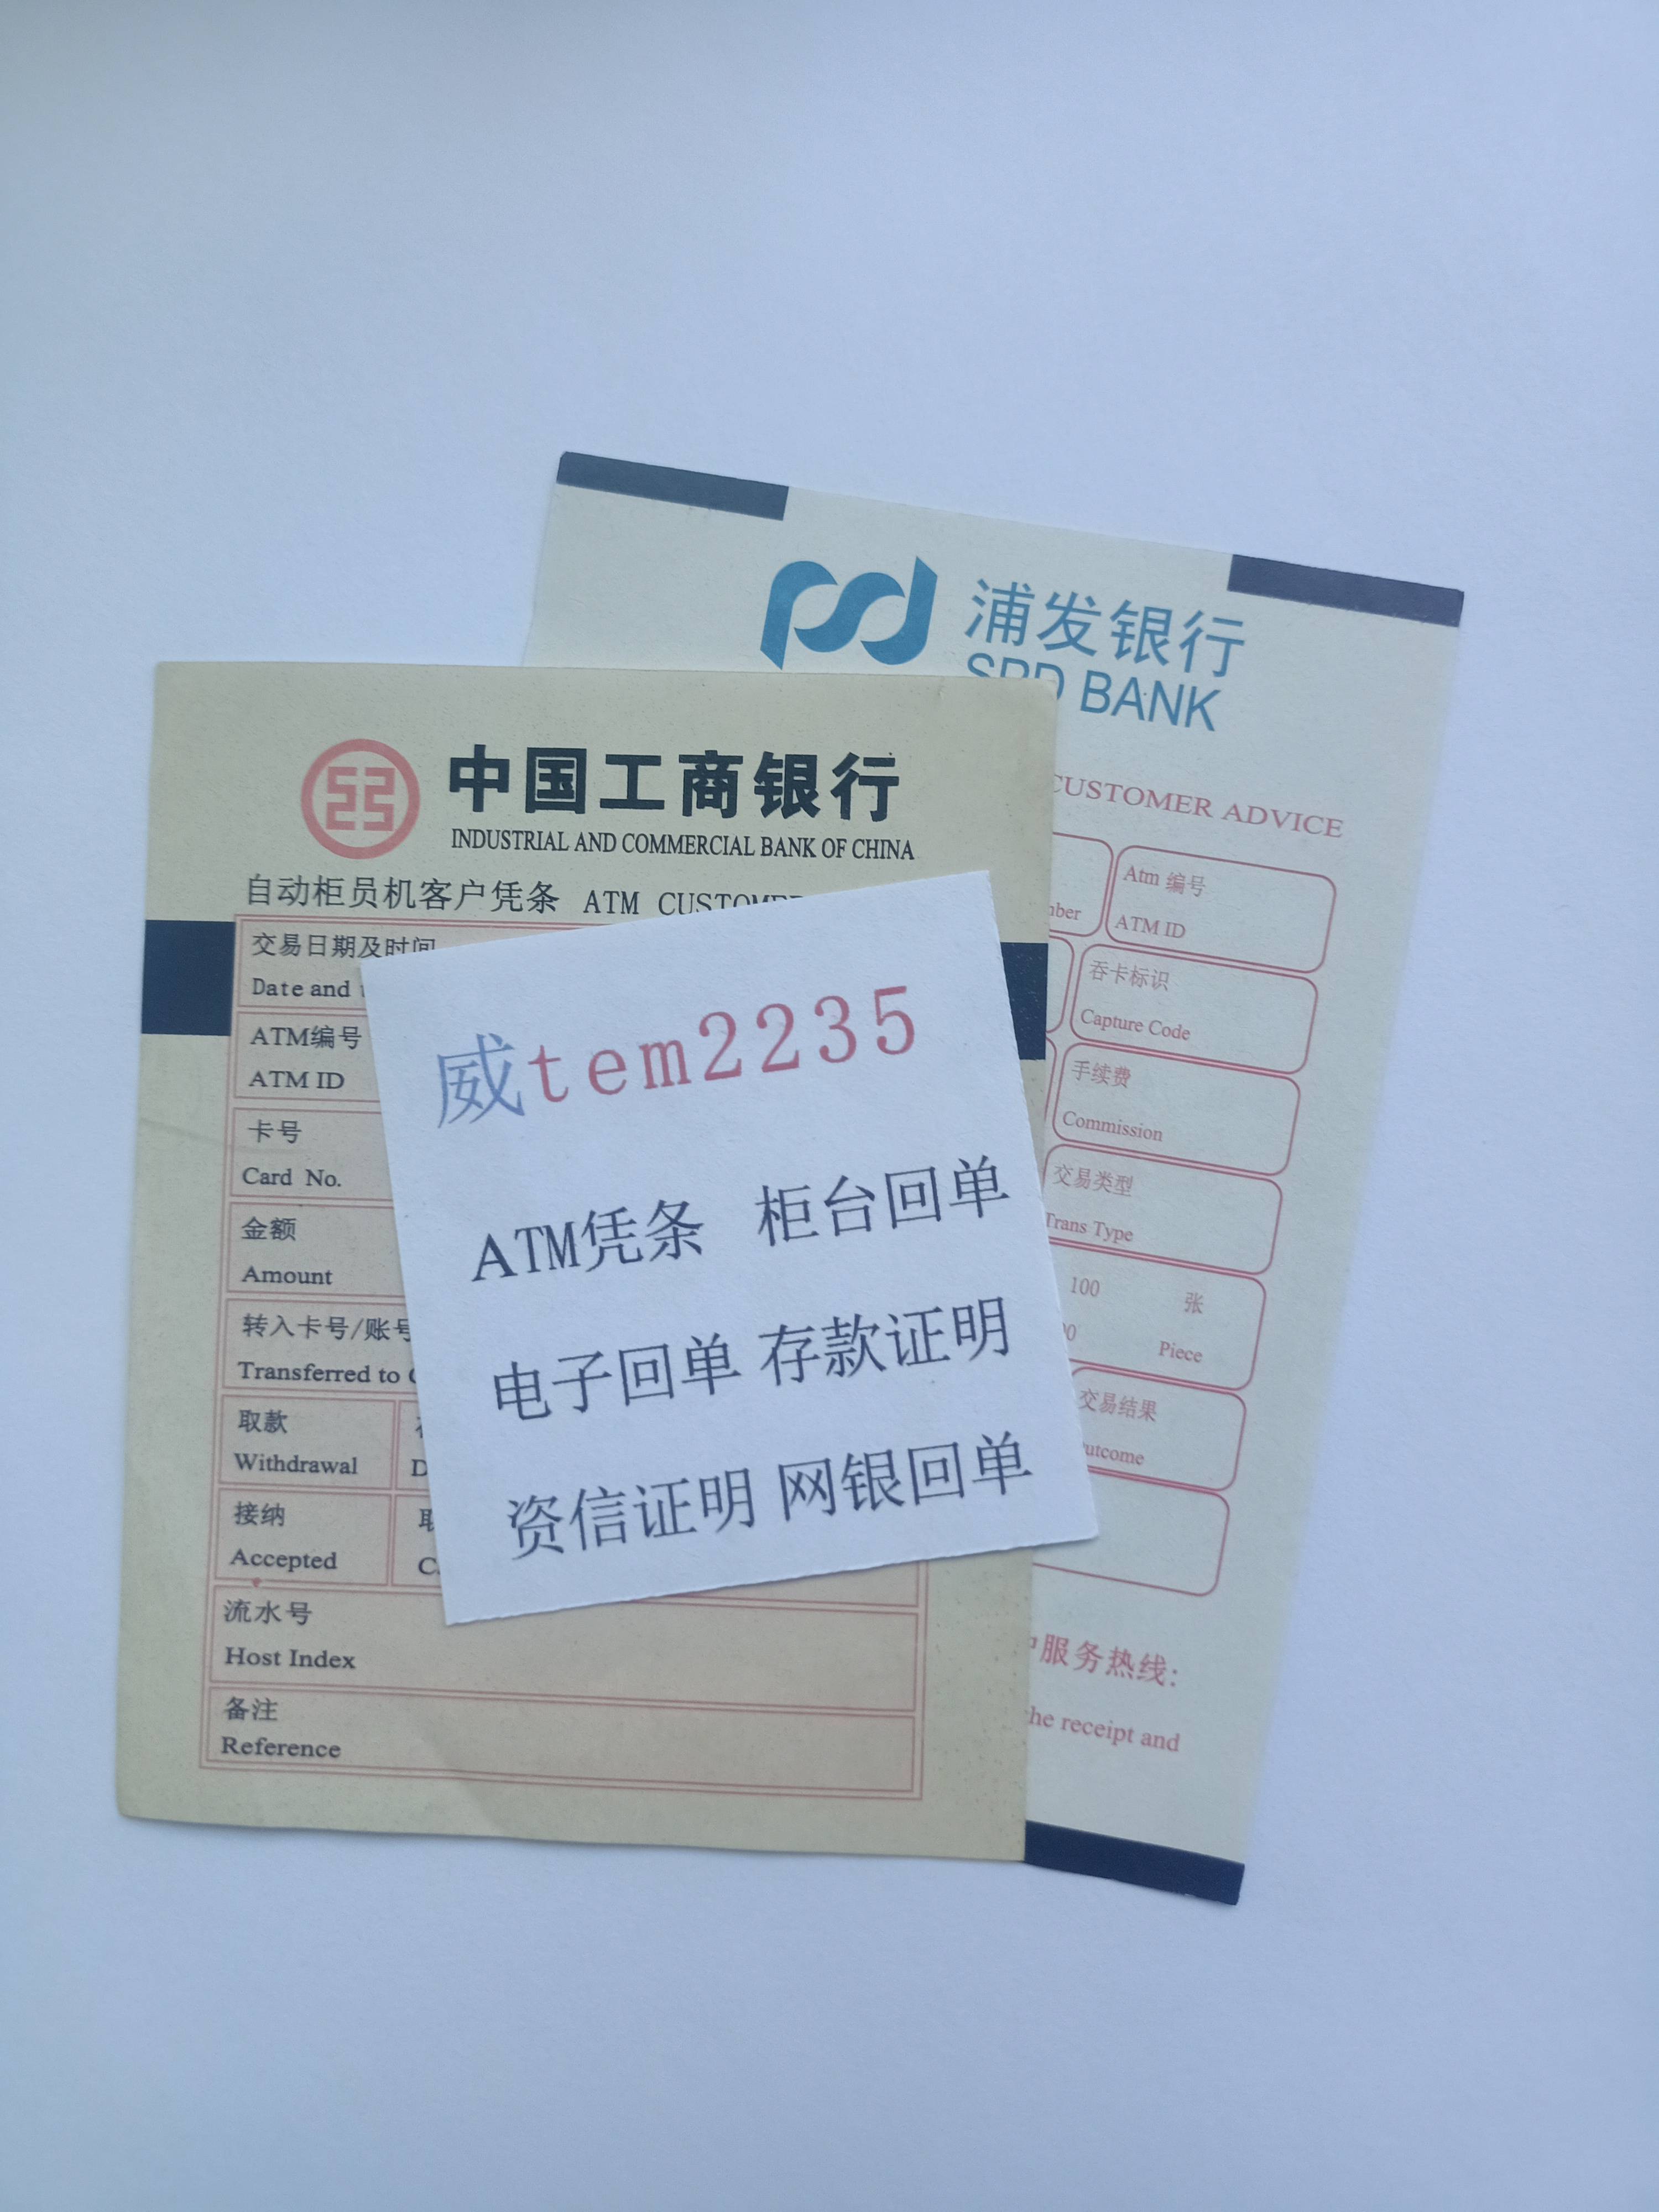 浦发银行
BANK
CUSTOMER ADVICE
Atm 编号
ATM ID
吞卡标识
Capture Code
手续费
Commission
交易类型
Trans Type
100 张
Piece
交易结果
服务热线:
the receipt and
中国工商银行
INDUSTRIAL AND COMMERCIAL BANK OF CHINA
自动柜员机客户凭条 ATM CUSTOMER
交易日期及时间
Date and
ATM编号
ATM ID
卡号
Card No.
金额
Amount
转入卡号/账号
Transferred to
取款
Withdrawal
接纳
Accepted
流水号
Host Index
备注
Reference
威tem2235
ATM凭条 柜台回单
电子回单 存款证明
资信证明 网银回单